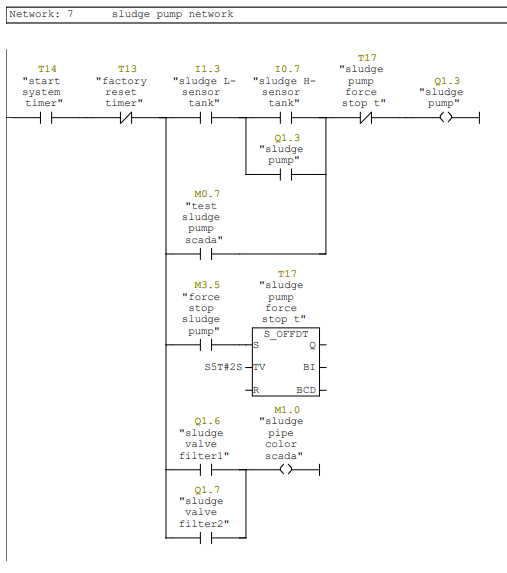 Network: 7 sludge pump network
T14
"start
system
timer"
T13
"factory
reset
timer"
I1.3
"sludge L-
sensor
tank"
I0.7
"sludge H-
sensor
tank"
T17
"sludge
pump
force
stop t"
Q1.3
"sludge
pump"
Q1.3
"sludge
pump"
M0.7
"test
sludge
pump
scada"
M3.5
"force
stop
sludge
pump"
T17
"sludge
pump
force
stop t"
S_OFFDT
S Q
S5T#2S TV BI
R BCD
Q1.6
"sludge
valve
filter1"
M1.0
"sludge
pipe
color
scada"
Q1.7
"sludge
valve
filter2"